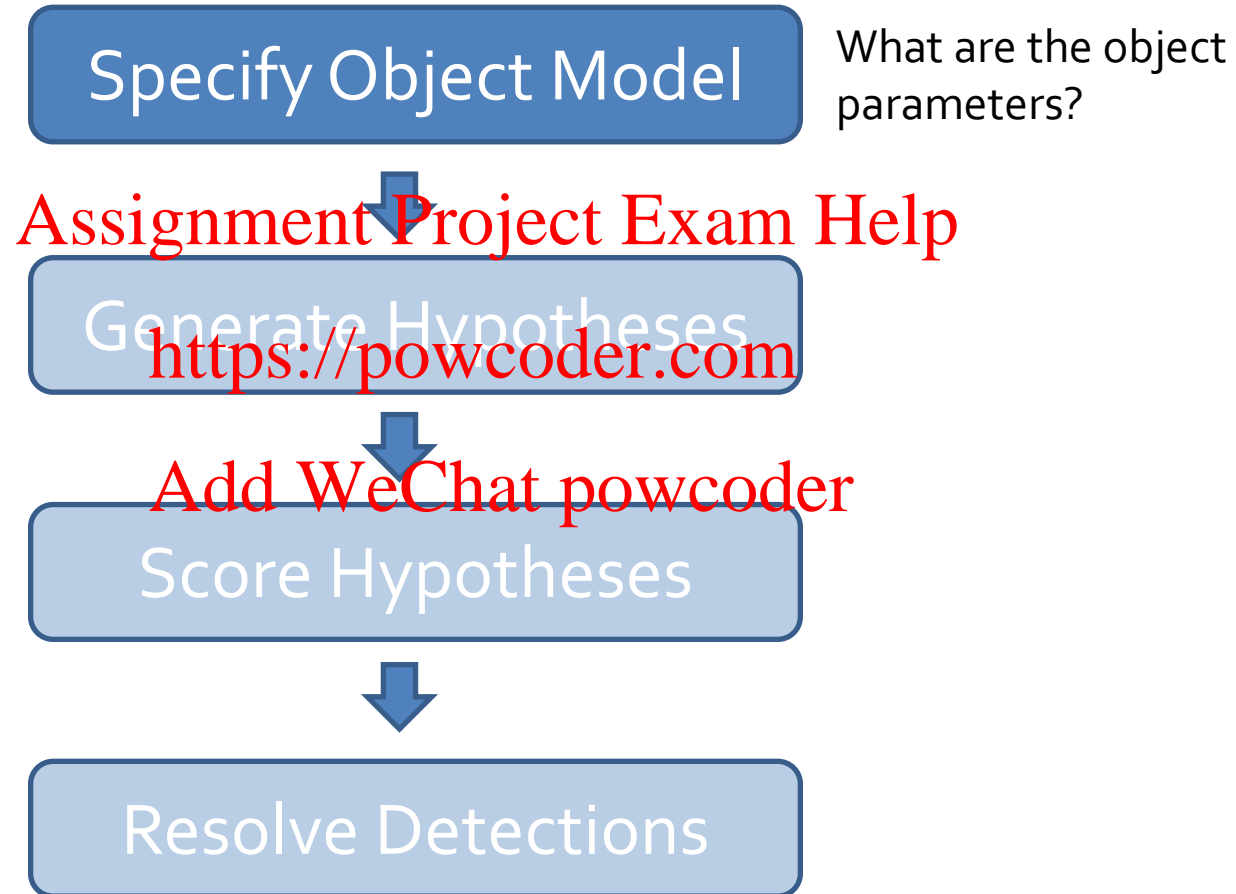 Specify Object Model
What are the object
parameters?
Assignment Project Exam Help
Generate Hypotheses
https://powcoder.com
Add WeChat powcoder
Score Hypotheses
Resolve Detections